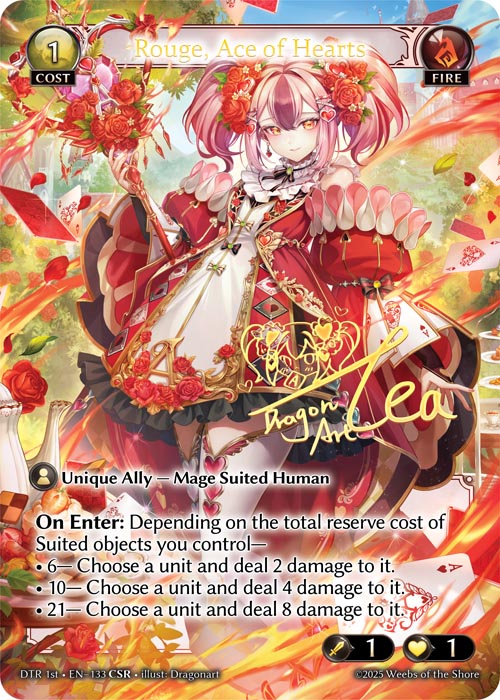 1
COST
Rouge, Ace of Hearts
FIRE
A
A
A
Dragon
Art
Lea
Unique Ally — Mage Suited Human
On Enter: Depending on the total reserve cost of
Suited objects you control—
• 6— Choose a unit and deal 2 damage to it.
• 10— Choose a unit and deal 4 damage to it.
• 21— Choose a unit and deal 8 damage to it.
1
1
DTR 1st • EN-133 CSR • illust: Dragonart
©2025 Weebs of the Shore